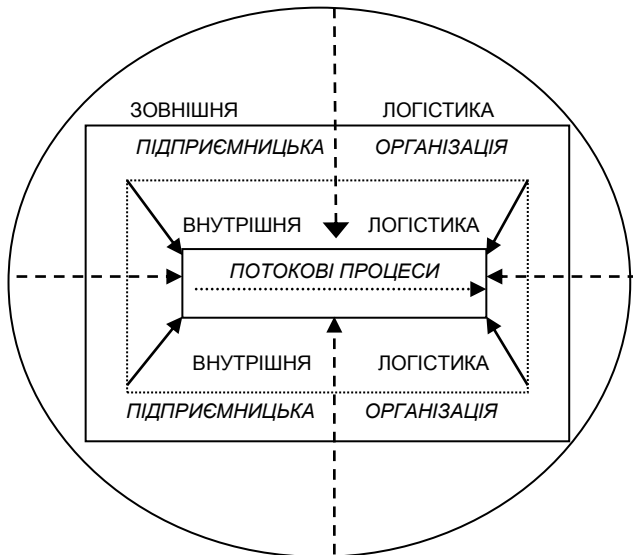 ЗОВНІШНЯ ЛОГІСТИКА
ПІДПРИЄМНИЦЬКА ОРГАНІЗАЦІЯ
ВНУТРІШНЯ ЛОГІСТИКА
ПОТОКОВІ ПРОЦЕСИ
ВНУТРІШНЯ ЛОГІСТИКА
ПІДПРИЄМНИЦЬКА ОРГАНІЗАЦІЯ